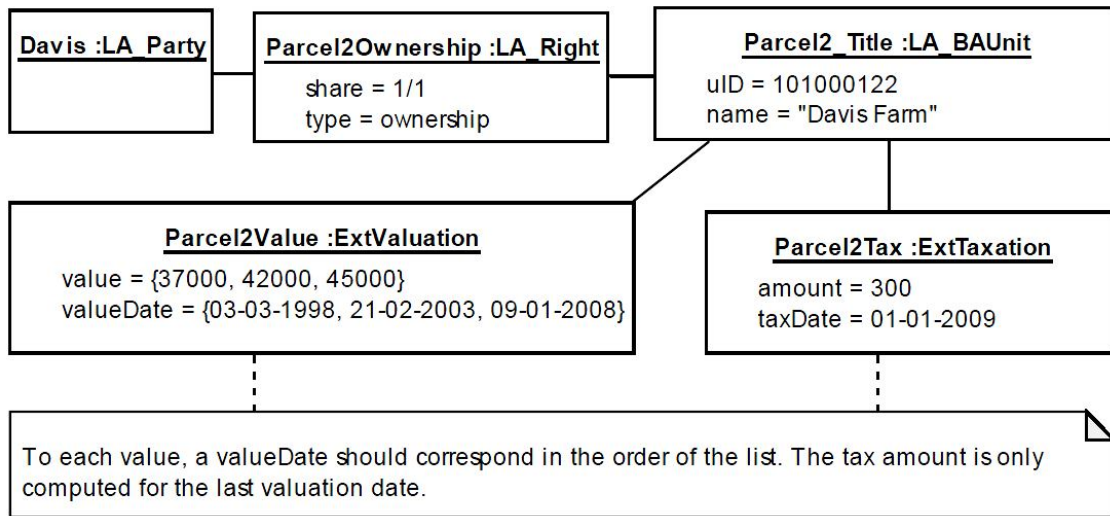 Davis :LA_Party
Parcel2Ownership :LA_Right
share = 1/1
type = ownership
Parcel2_Title :LA_BAUnit
uID = 101000122
name = "Davis Farm"
Parcel2Value :ExtValuation
value = {37000, 42000, 45000}
valueDate = {03-03-1998, 21-02-2003, 09-01-2008}
Parcel2Tax :ExtTaxation
amount = 300
taxDate = 01-01-2009
To each value, a valueDate should correspond in the order of the list. The tax amount is only
computed for the last valuation date.